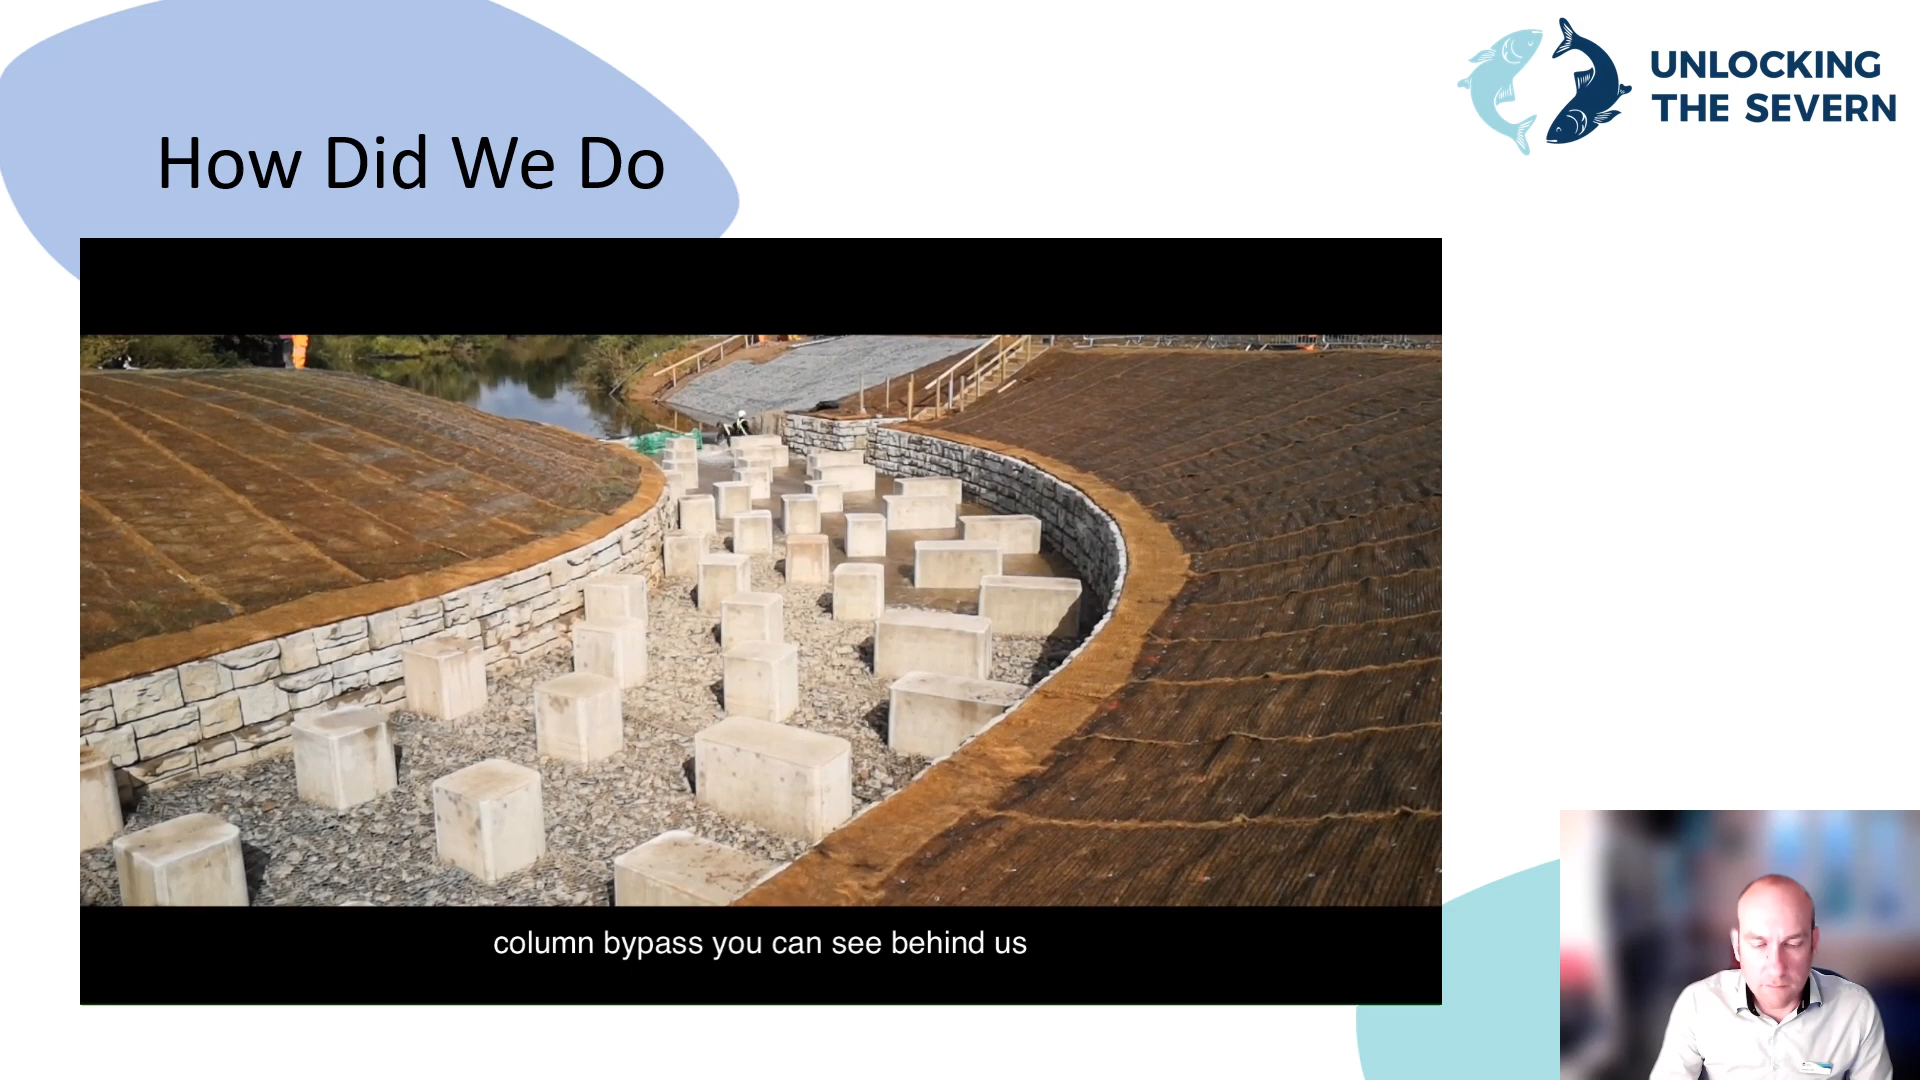 UNLOCKING
THE SEVERN
How Did We Do
column bypass you can see behind us